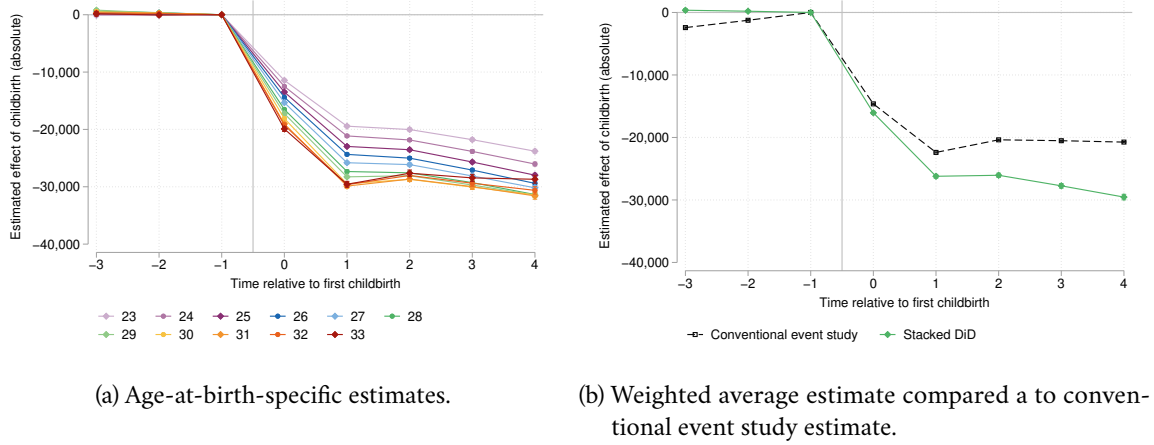 Estimated effect of childbirth (absolute)
0
−10,000
−20,000
−30,000
−40,000
−3 −2 −1 0 1 2 3 4
Time relative to first childbirth
23 24 25 26 27 28
29 30 31 32 33
(a) Age-at-birth-specific estimates.
Estimated effect of childbirth (absolute)
0
−10,000
−20,000
−30,000
−40,000
−3 −2 −1 0 1 2 3 4
Time relative to first childbirth
Conventional event study Stacked DiD
(b) Weighted average estimate compared a to conven-
tional event study estimate.